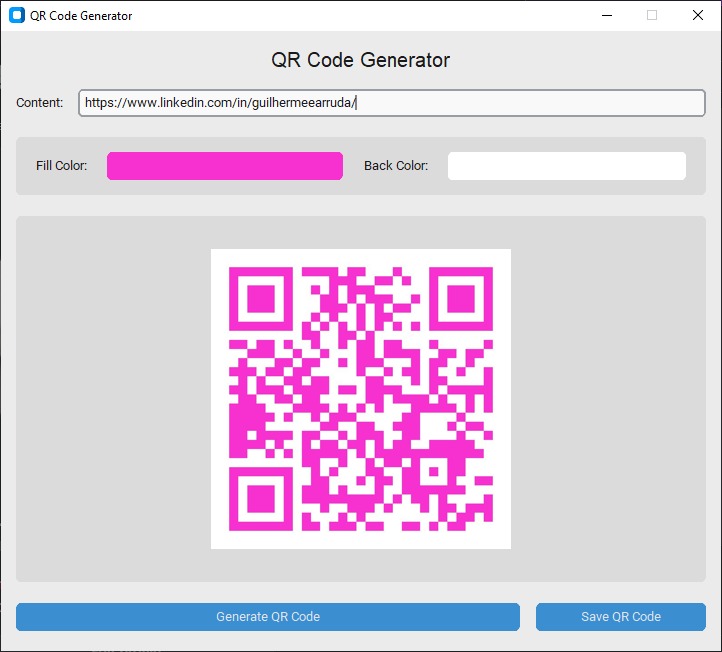 QR Code Generator
QR Code Generator
Content: https://www.linkedin.com/in/guilhermeearruda/
Fill Color: Back Color:
Generate QR Code Save QR Code